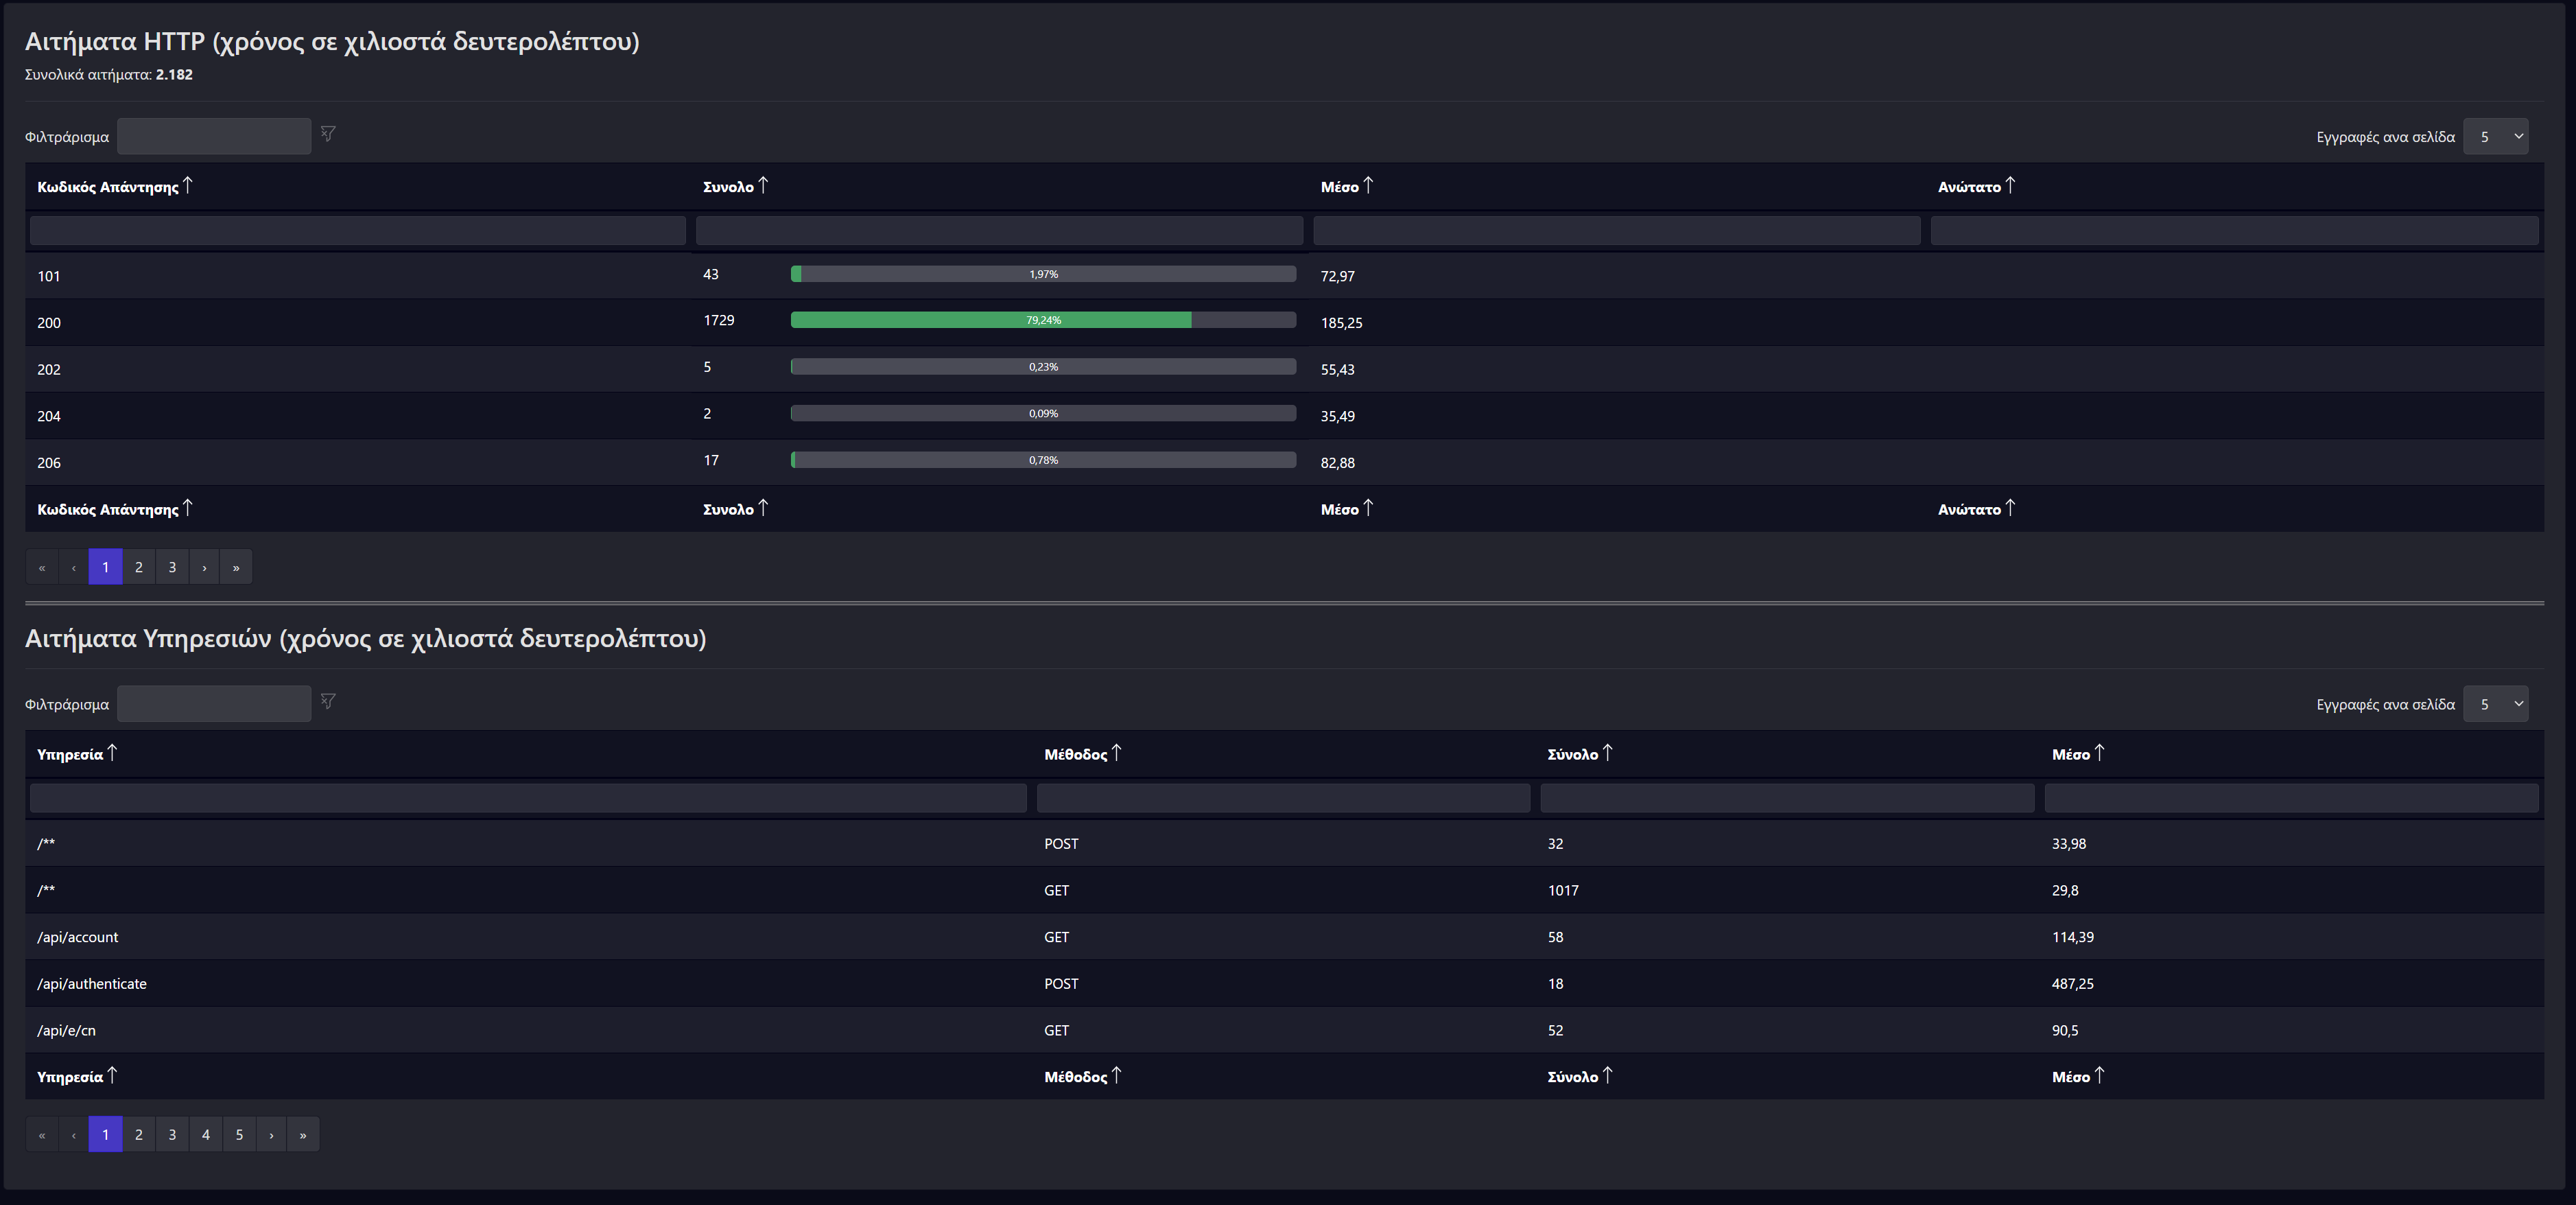 Αιτήματα HTTP (χρόνος σε χιλιοστά δευτερολέπτου)
Συνολικά αιτήματα: 2.182
Φιλτράρισμα Εγγραφές ανα σελίδα 5
Κωδικός Απάντησης Συνολο Μέσο Ανώτατο
101 43 1,97% 72,97
200 1729 79,24% 185,25
202 5 0,23% 55,43
204 2 0,09% 35,49
206 17 0,78% 82,88
Κωδικός Απάντησης Συνολο Μέσο Ανώτατο
« ‹ 1 2 3 › »
Αιτήματα Υπηρεσιών (χρόνος σε χιλιοστά δευτερολέπτου)
Φιλτράρισμα Εγγραφές ανα σελίδα 5
Υπηρεσία Μέθοδος Σύνολο Μέσο
/** POST 32 33,98
/** GET 1017 29,8
/api/account GET 58 114,39
/api/authenticate POST 18 487,25
/api/e/cn GET 52 90,5
Υπηρεσία Μέθοδος Σύνολο Μέσο
« ‹ 1 2 3 4 5 › »